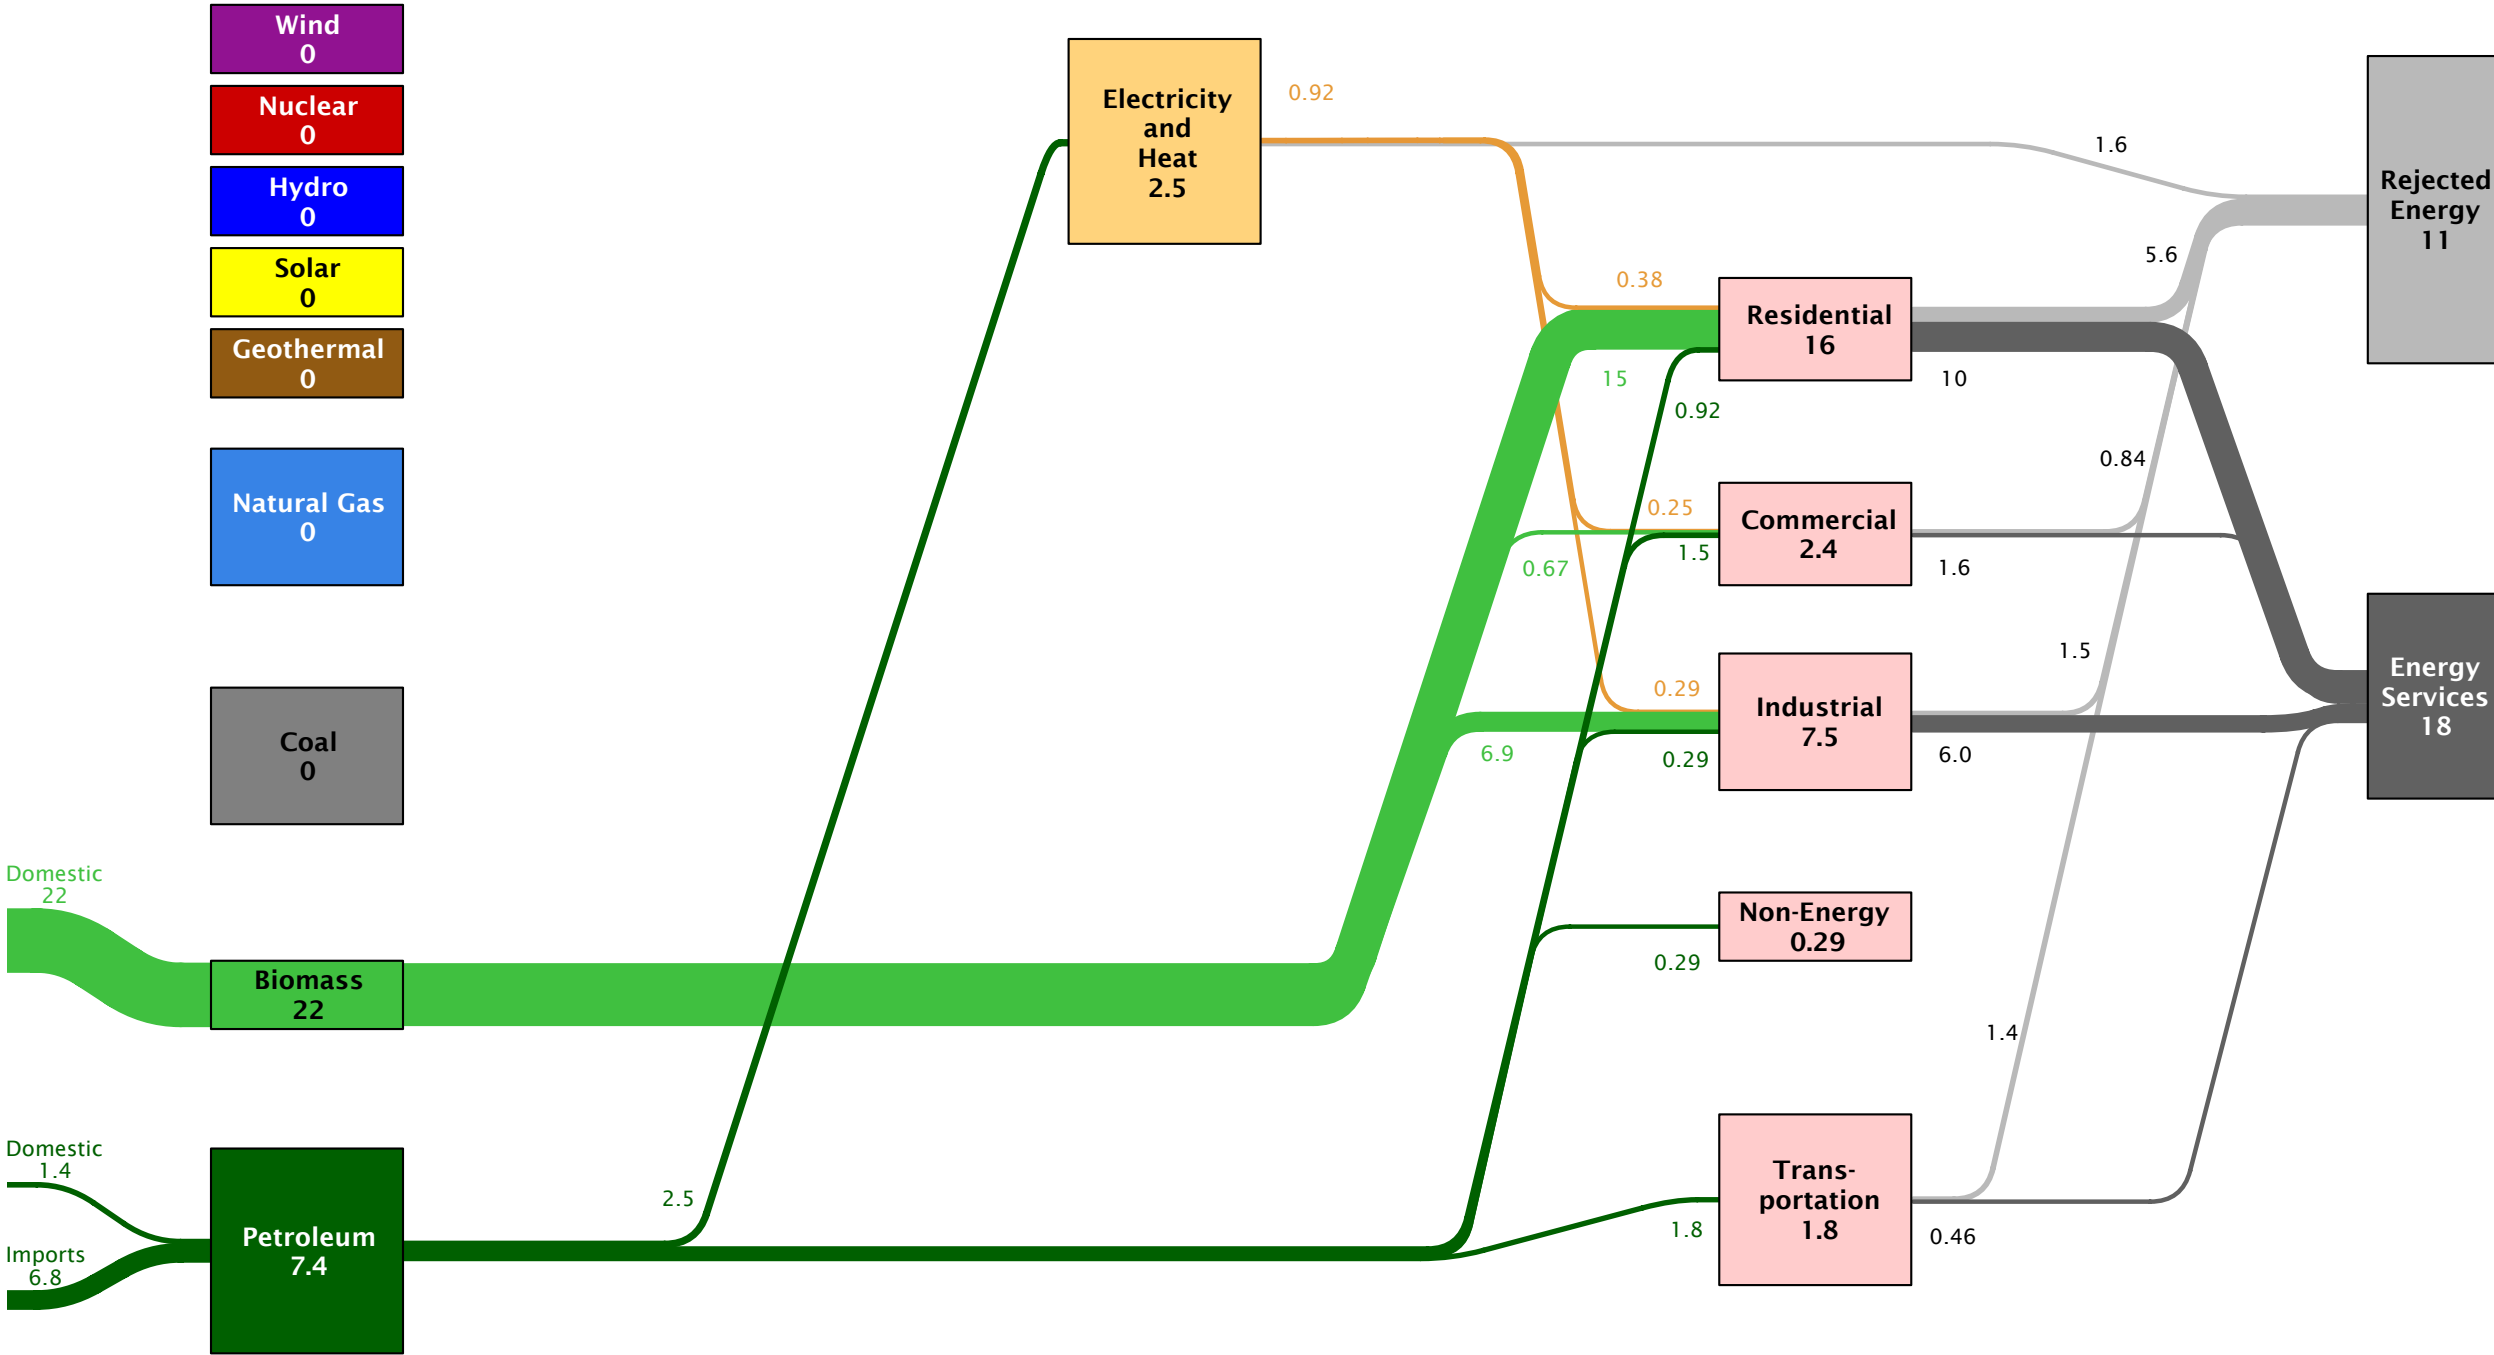 Wind
0
Nuclear
0
Hydro
0
Solar
0
Geothermal
0
Natural Gas
0
Coal
0
Domestic
22
Biomass
22
Domestic
1.4
Imports
6.8
Petroleum
7.4
2.5
Electricity
and
Heat
2.5
0.92
0.38
15
0.92
0.25
0.67
1.5
0.29
6.9
0.29
0.29
1.8
Residential
16
Commercial
2.4
Industrial
7.5
Non-Energy
0.29
Trans-
portation
1.8
1.6
5.6
10
0.84
1.6
1.5
6.0
1.4
0.46
Rejected
Energy
11
Energy
Services
18